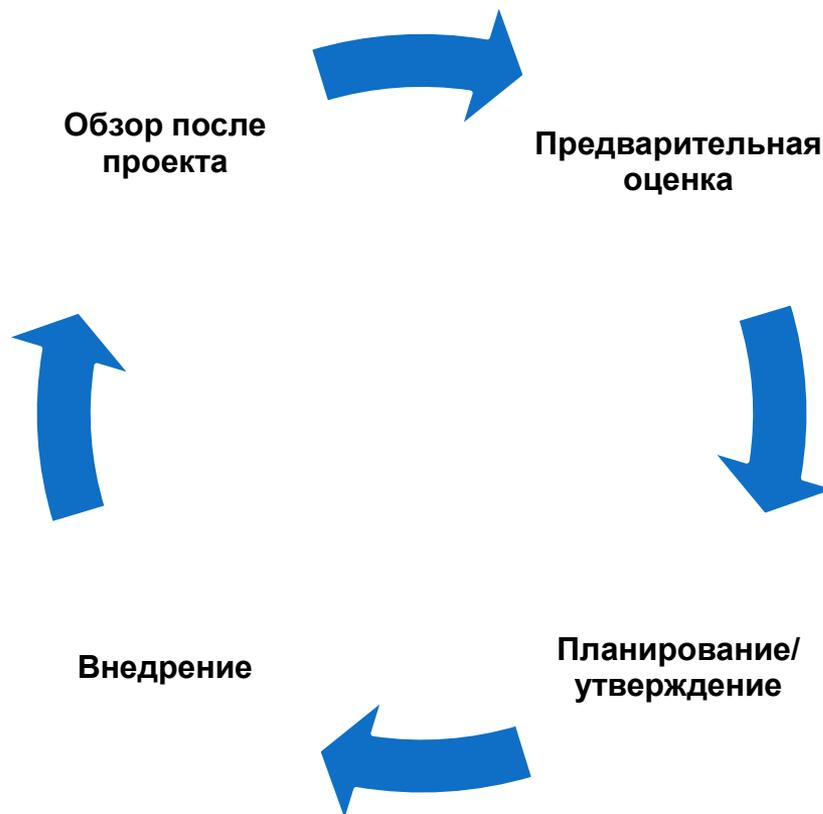 Обзор после
проекта
Предварительная
оценка
Планирование/
утверждение
Внедрение